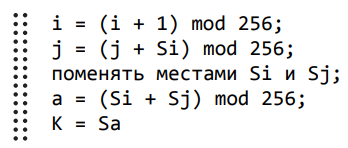 i = (i + 1) mod 256;
j = (j + Si) mod 256;
поменять местами Si и Sj;
a = (Si + Sj) mod 256;
K = Sa